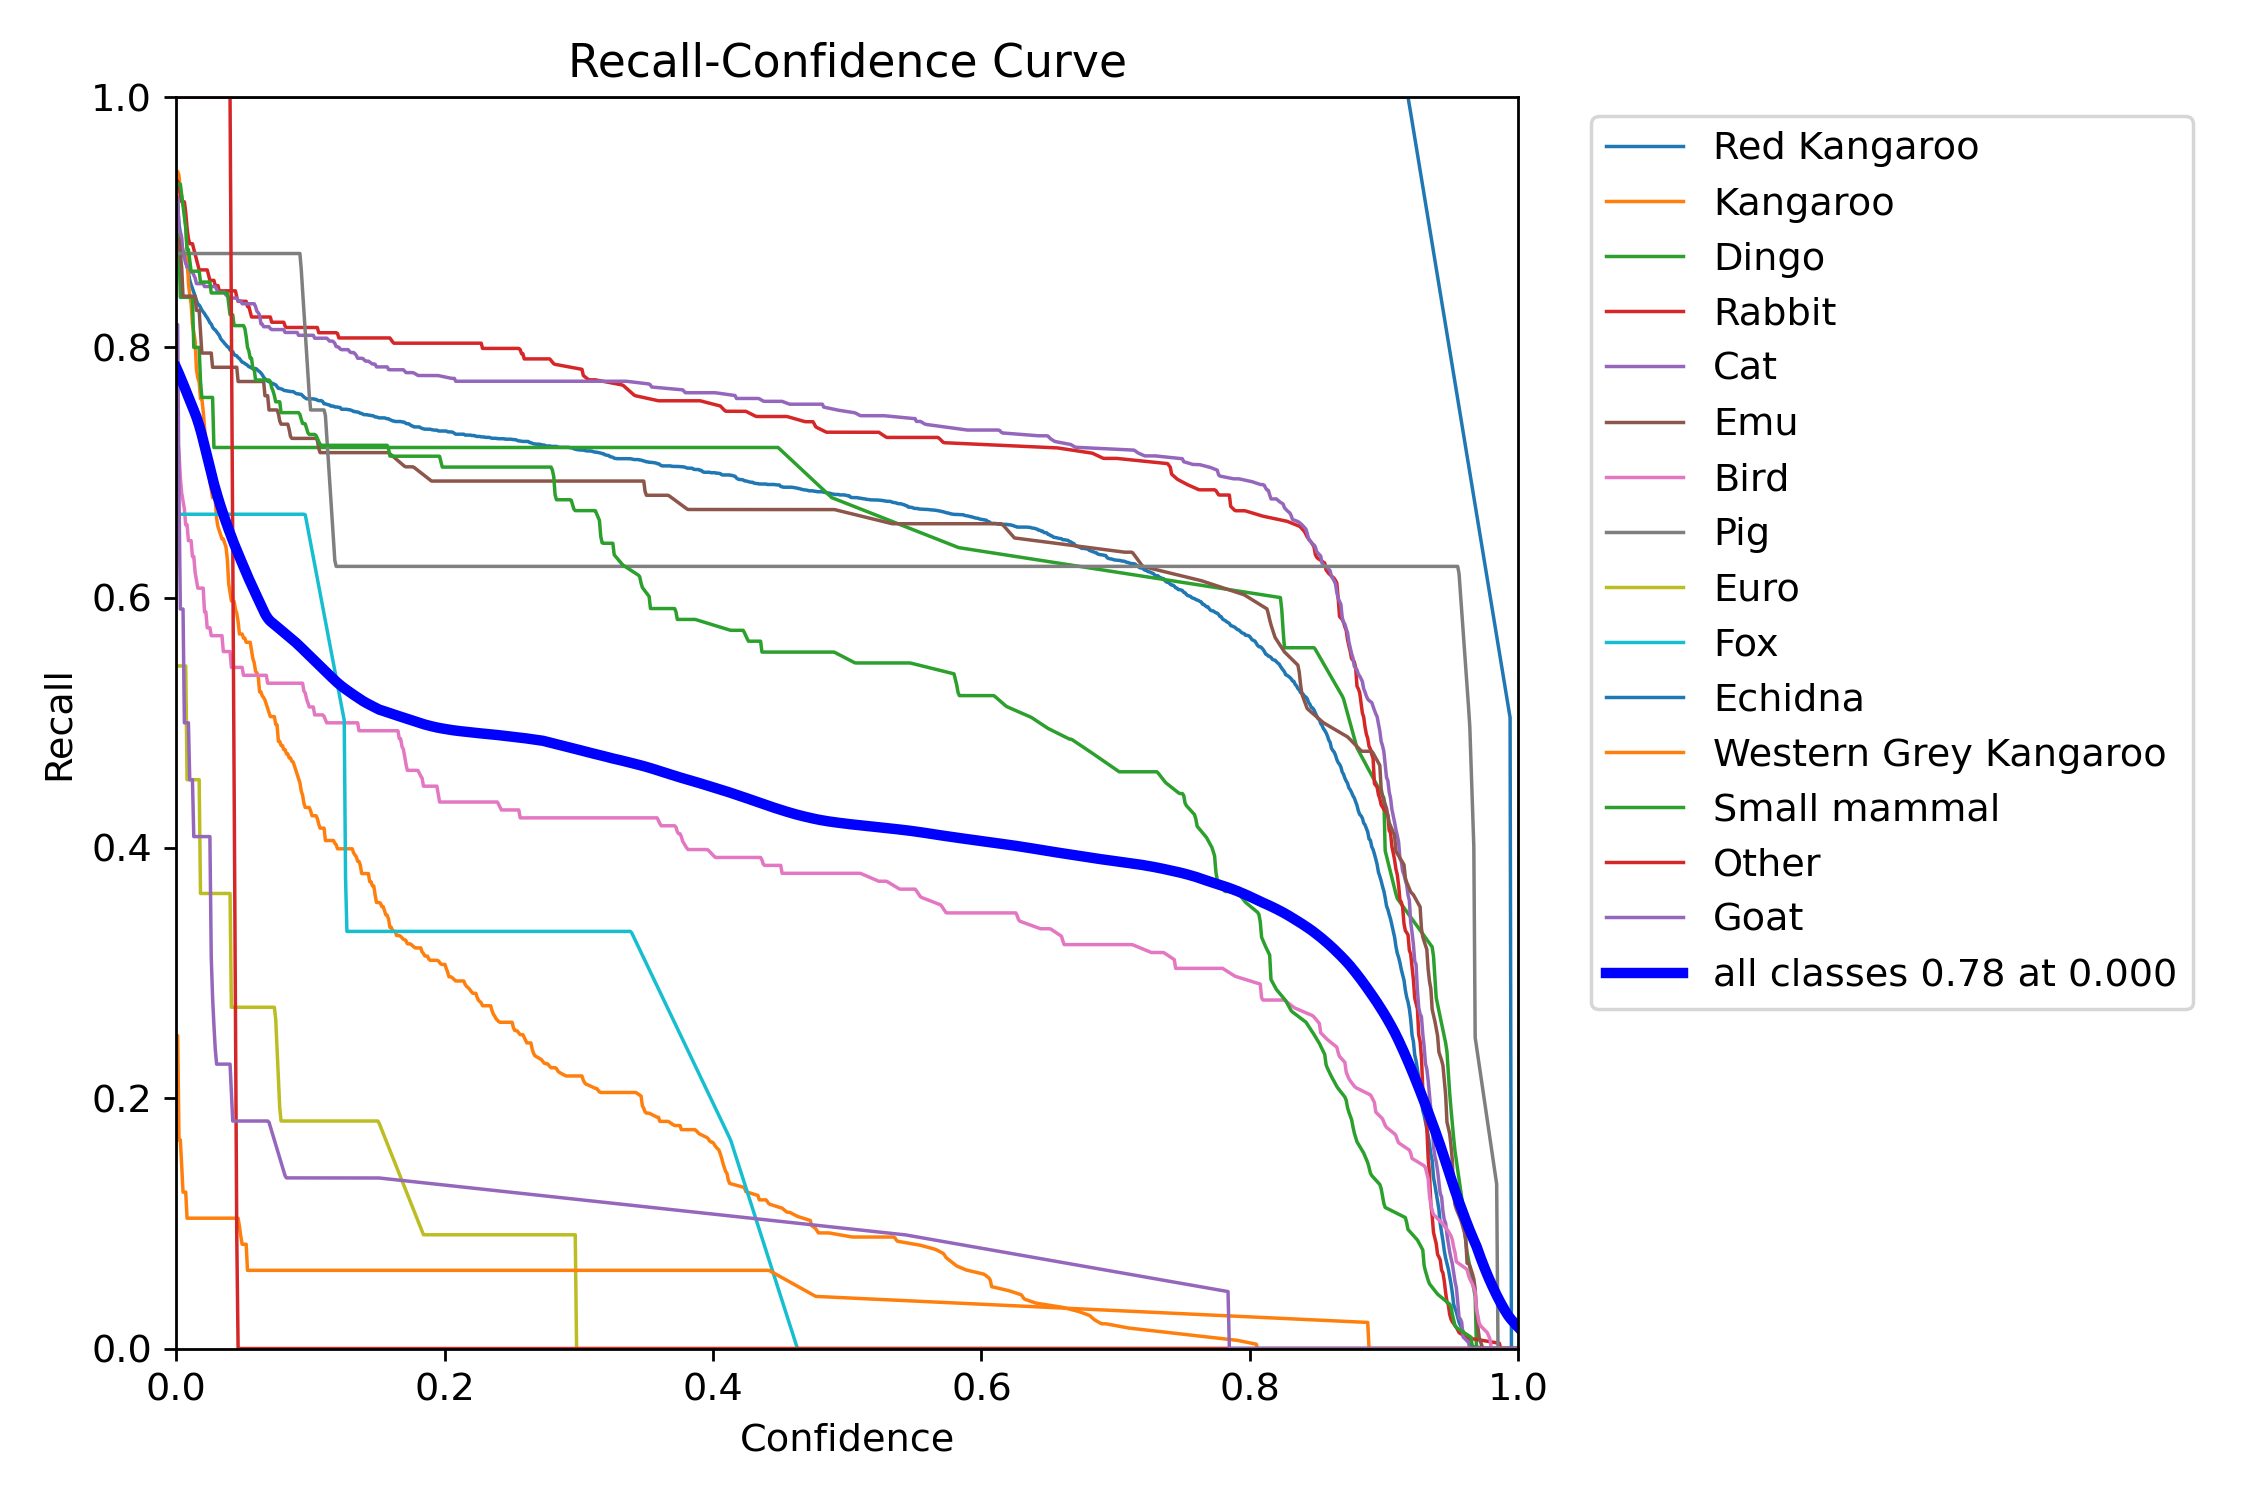 Recall-Confidence Curve
1.0
0.8
0.6
0.4
0.2
0.0
Recall
0.0 0.2 0.4 0.6 0.8 1.0
Confidence
Red Kangaroo
Kangaroo
Dingo
Rabbit
Cat
Emu
Bird
Pig
Euro
Fox
Echidna
Western Grey Kangaroo
Small mammal
Other
Goat
all classes 0.78 at 0.000